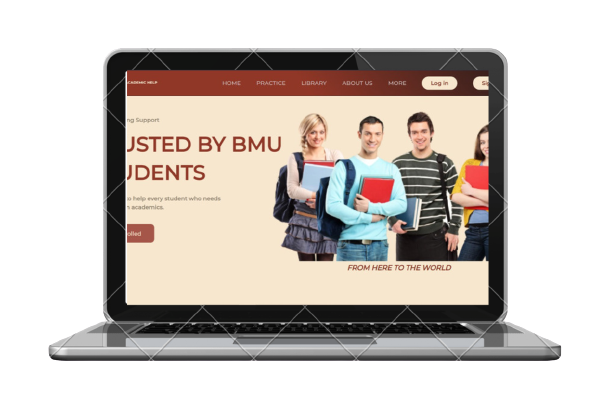 ACADEMIC HELP
HOME PRACTICE LIBRARY ABOUT US MORE Log in
ng Support
USTED BY BMU
UDENTS
to help every student who needs
academics.
olled
FROM HERE TO THE WORLD